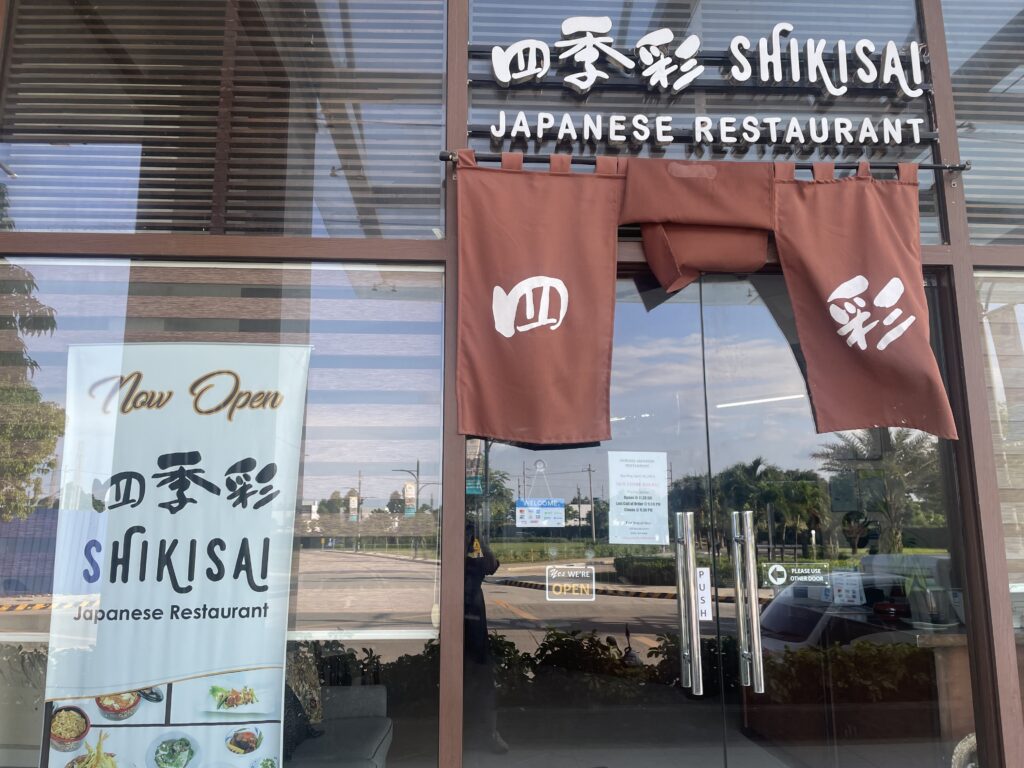 四季彩 SHIKISAI
JAPANESE RESTAURANT
四
彩
Now Open
四季彩
SHIKISAI
Japanese Restaurant
WELCOME
Yes WE'RE
OPEN
PUSH
PLEASE USE
OTHER DOOR